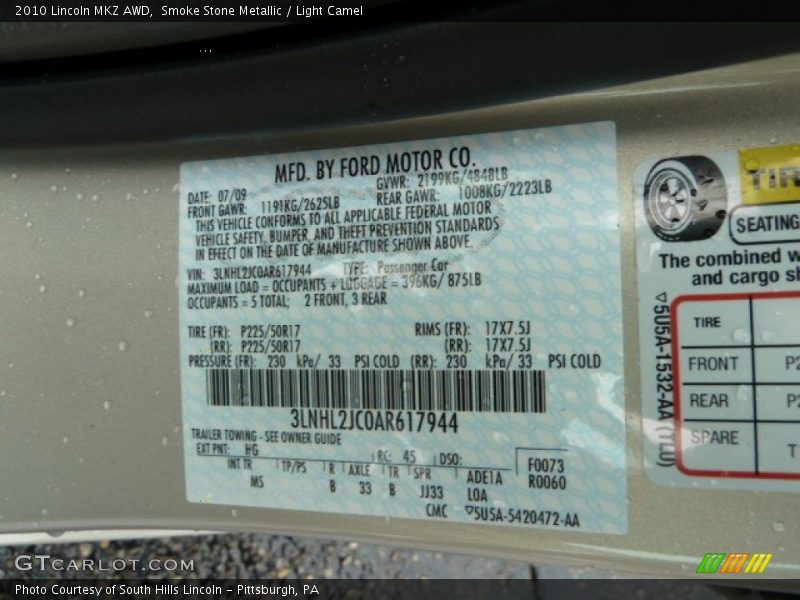 2010 Lincoln MKZ AWD, Smoke Stone Metallic / Light Camel
MFD. BY FORD MOTOR CO.
DATE: 07/09
GVWR: 2199KG/4848LB
FRONT GAWR: 1191KG/2625LB
REAR GAWR: 1008KG/2223LB
THIS VEHICLE CONFORMS TO ALL APPLICABLE FEDERAL MOTOR
VEHICLE SAFETY, BUMPER, AND THEFT PREVENTION STANDARDS
IN EFFECT ON THE DATE OF MANUFACTURE SHOWN ABOVE.
VIN: 3LNHL2JC0AR617944 TYPE: Passenger Car
MAXIMUM LOAD = OCCUPANTS + LUGGAGE = 396KG/ 875LB
OCCUPANTS = 5 TOTAL; 2 FRONT, 3 REAR
TIRE (FR): P225/50R17 RIMS (FR): 17X7.5J
(RR): P225/50R17 (RR): 17X7.5J
PRESSURE (FR): 230 kPa/ 33 PSI COLD (RR): 230 kPa/ 33 PSI COLD
3LNHL2JC0AR617944
TRAILER TOWING - SEE OWNER GUIDE
EXT PNT: HG RC: 45 DSO: F0073
INT TR TP/PS R AXLE TR SPR ADE1A R0060
MS B 33 B JJ33 L0A
CMC ▽5U5A-5420472-AA
TIR
SEATING
The combined w
and cargo sh
▽5U5A-1532-AA (TLU)
TIRE
FRONT P2
REAR P2
SPARE T
GTCARLOT.COM
Photo Courtesy of South Hills Lincoln - Pittsburgh, PA